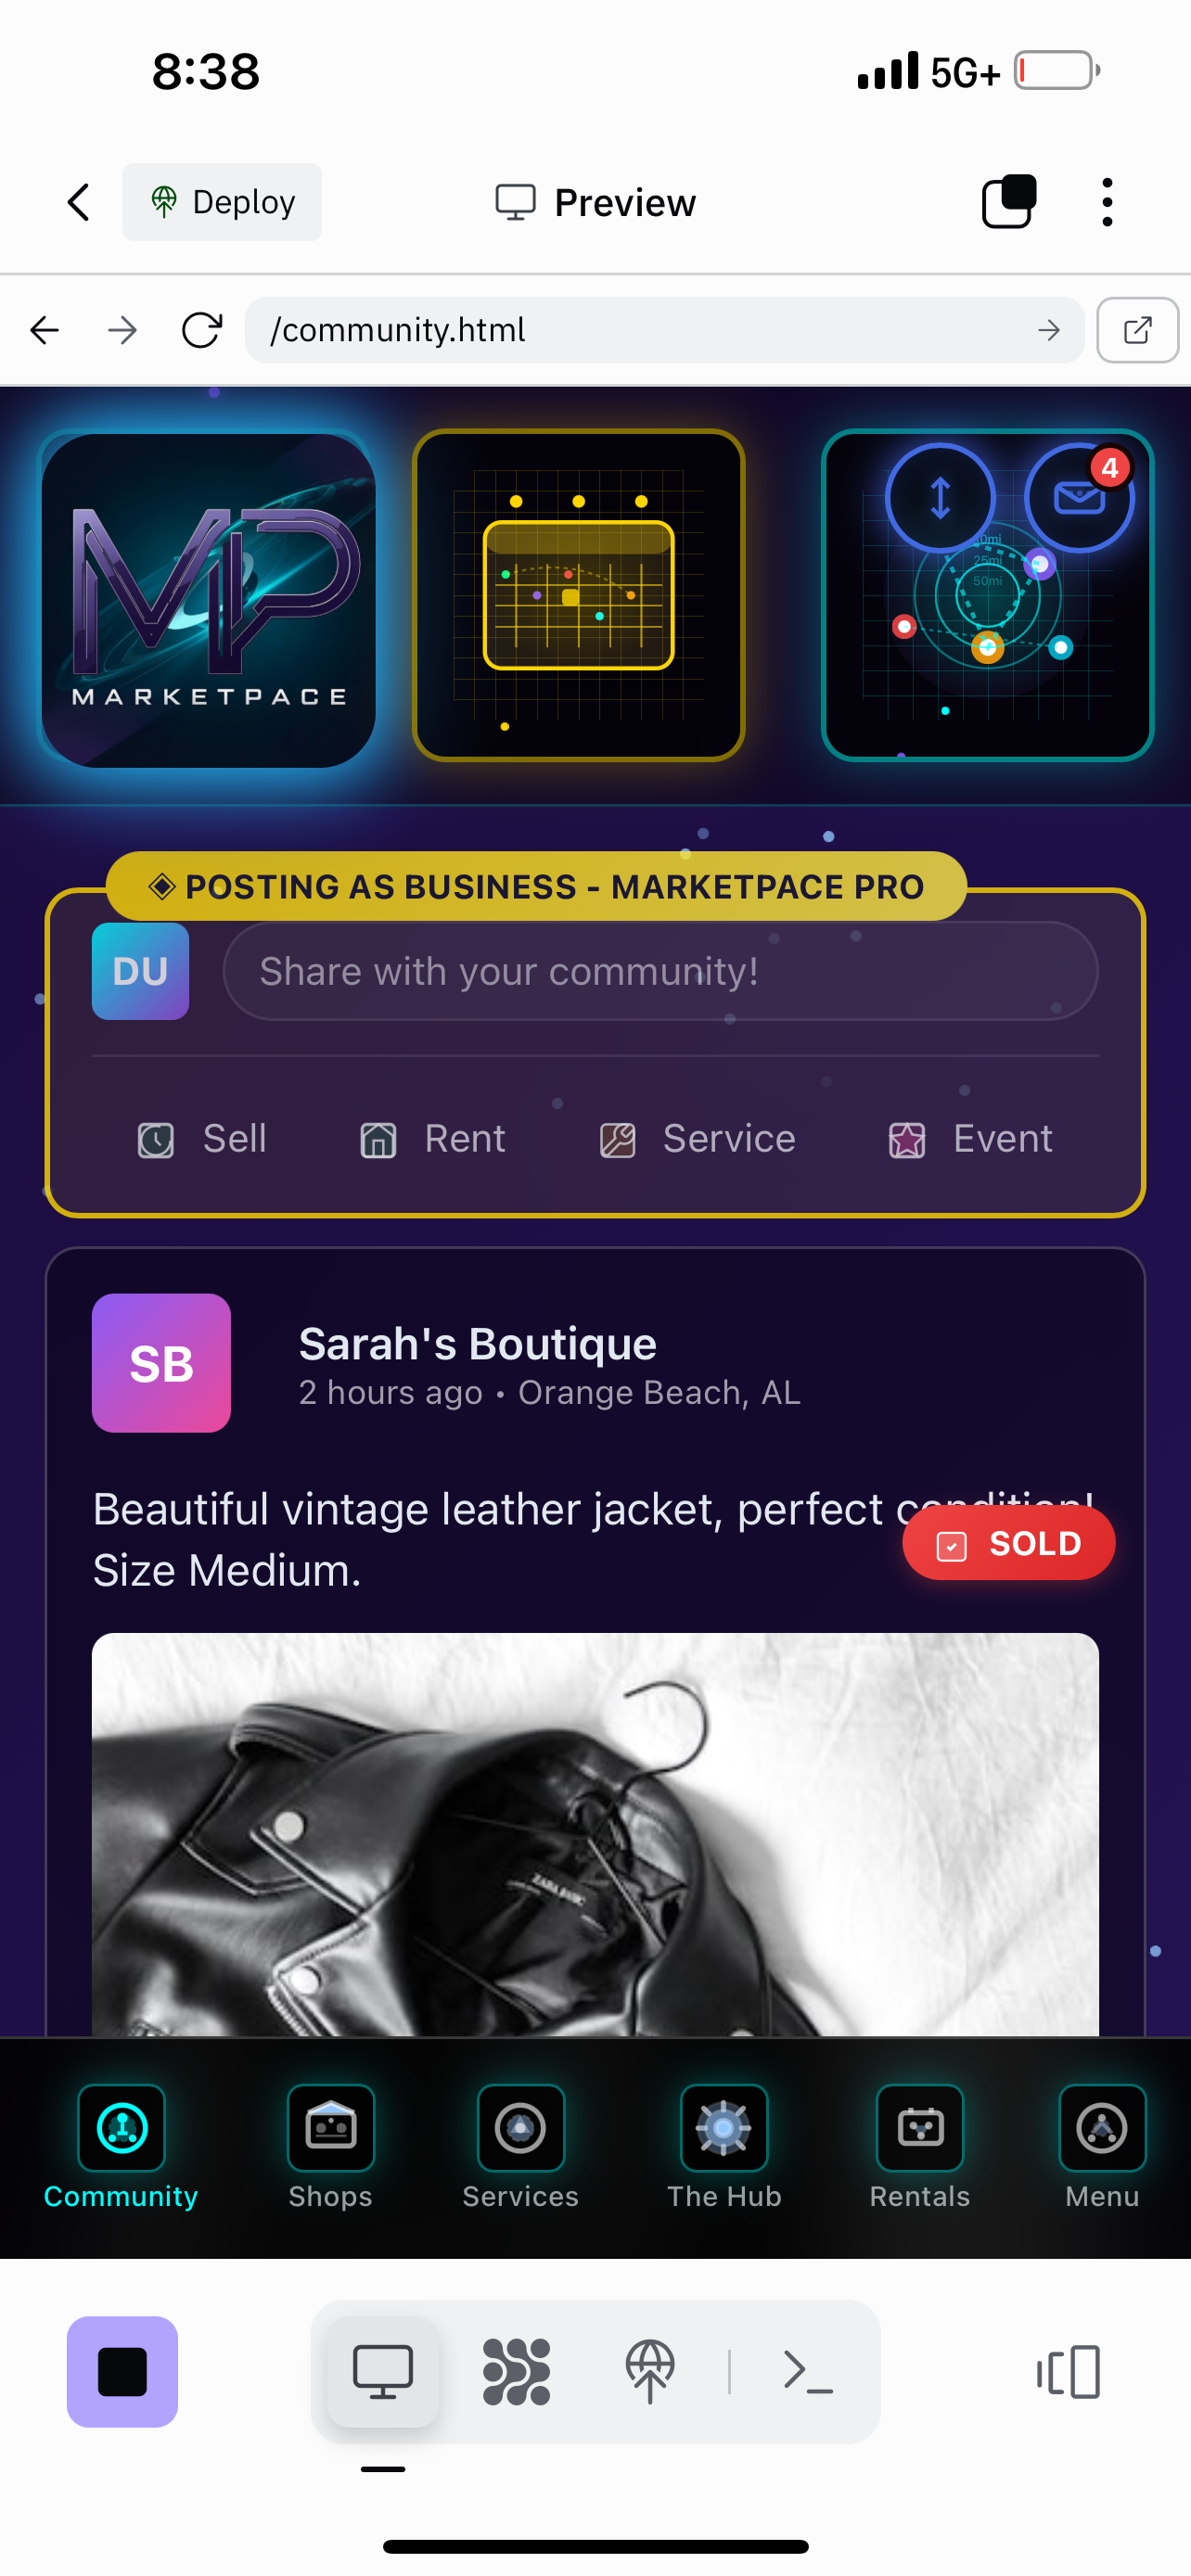 8:38
5G+
Deploy
Preview
/community.html
4
25mi
50mi
MP
MARKETPACE
◈ POSTING AS BUSINESS - MARKETPACE PRO
DU
Share with your community!
Sell
Rent
Service
Event
SB
Sarah's Boutique
2 hours ago • Orange Beach, AL
Beautiful vintage leather jacket, perfect condition!
SOLD
Size Medium.
Community
Shops
Services
The Hub
Rentals
Menu